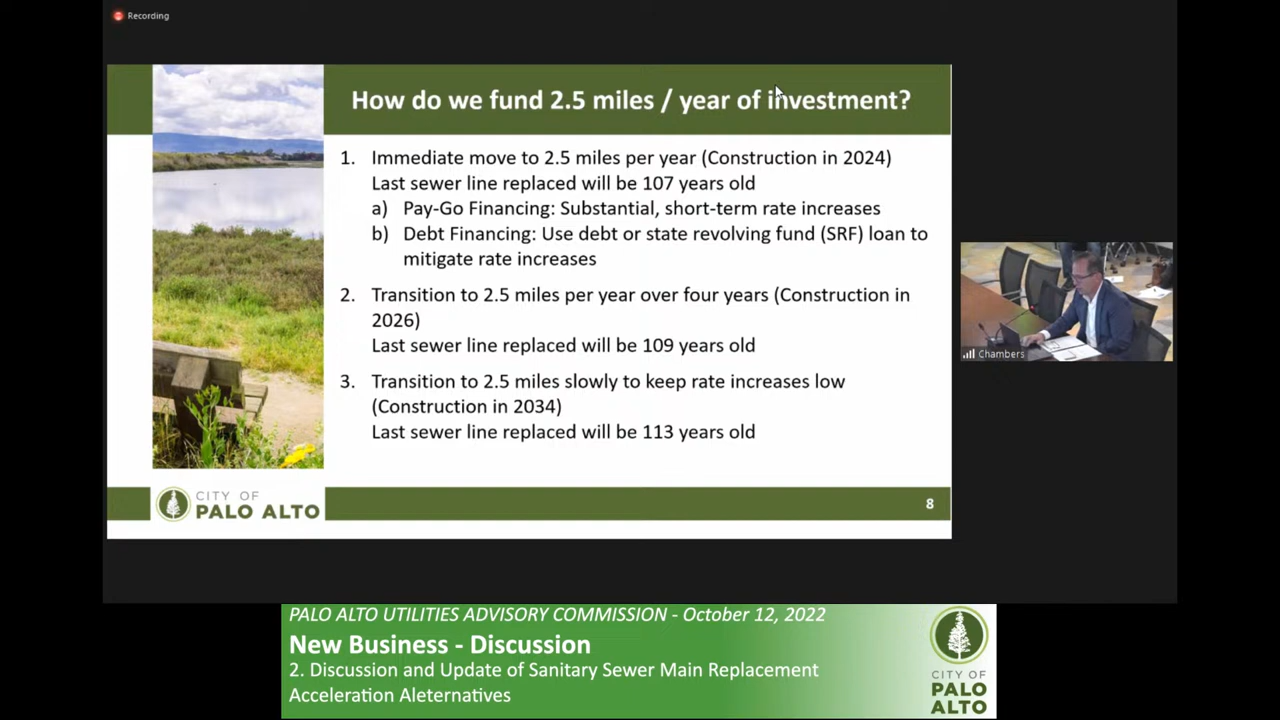 Recording
How do we fund 2.5 miles / year of investment?
1. Immediate move to 2.5 miles per year (Construction in 2024)
Last sewer line replaced will be 107 years old
a) Pay-Go Financing: Substantial, short-term rate increases
b) Debt Financing: Use debt or state revolving fund (SRF) loan to
mitigate rate increases
2. Transition to 2.5 miles per year over four years (Construction in
2026)
Last sewer line replaced will be 109 years old
3. Transition to 2.5 miles slowly to keep rate increases low
(Construction in 2034)
Last sewer line replaced will be 113 years old
CITY OF
PALO ALTO
8
Chambers
PALO ALTO UTILITIES ADVISORY COMMISSION - October 12, 2022
New Business - Discussion
2. Discussion and Update of Sanitary Sewer Main Replacement
Acceleration Aleternatives
CITY OF
PALO
ALTO